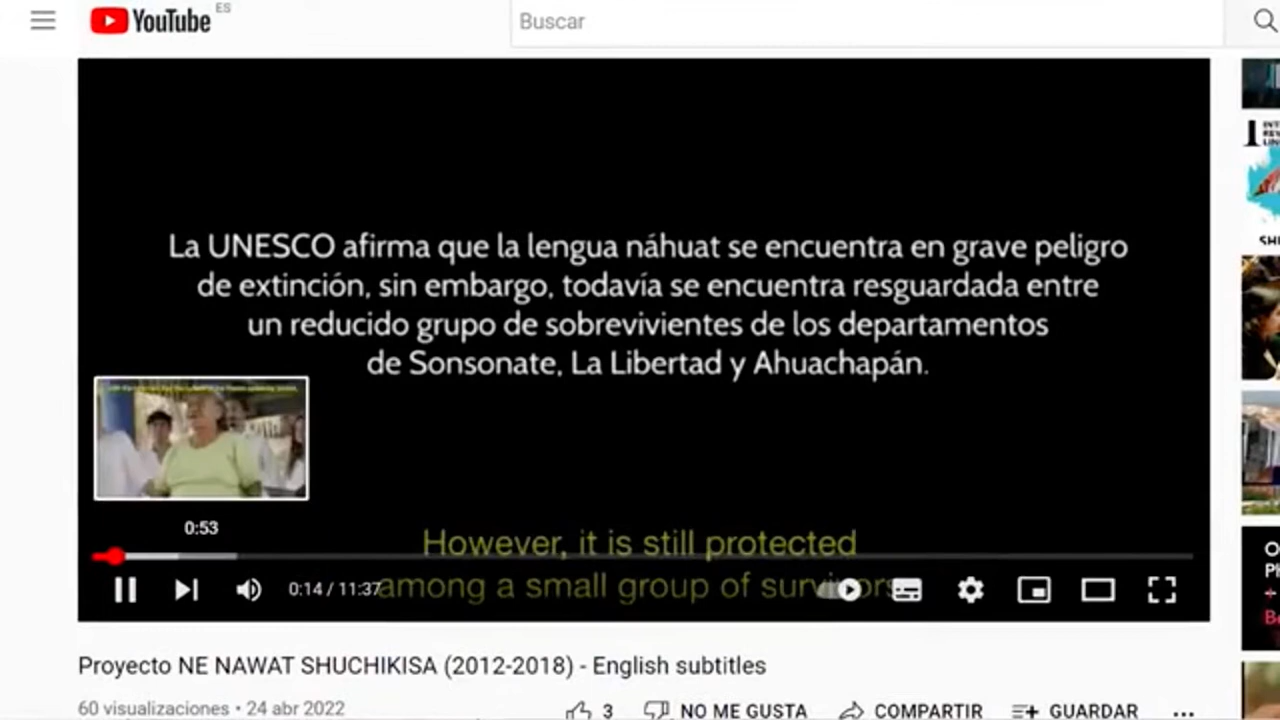 YouTube ES
Buscar
La UNESCO afirma que la lengua náhuat se encuentra en grave peligro
de extinción, sin embargo, todavía se encuentra resguardada entre
un reducido grupo de sobrevivientes de los departamentos
de Sonsonate, La Libertad y Ahuachapán.
0:53
However, it is still protected
among a small group of survivors
0:14 / 11:37
Proyecto NE NAWAT SHUCHIKISA (2012-2018) - English subtitles
60 visualizaciones • 24 abr 2022
3
NO ME GUSTA
COMPARTIR
GUARDAR